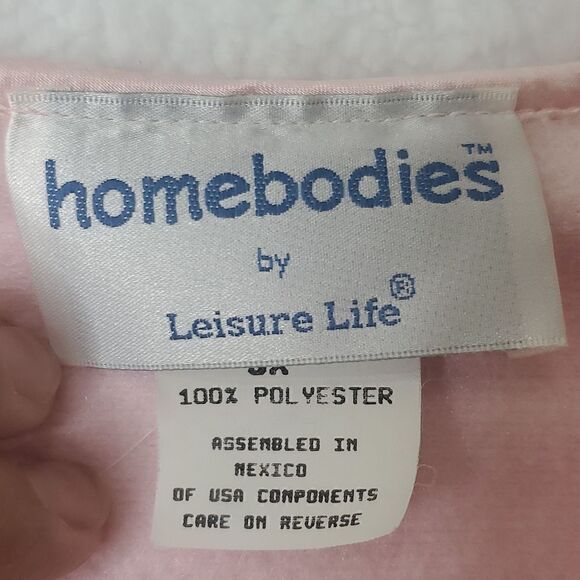 homebodies™
by
Leisure Life®
100% POLYESTER
ASSEMBLED IN
MEXICO
OF USA COMPONENTS
CARE ON REVERSE